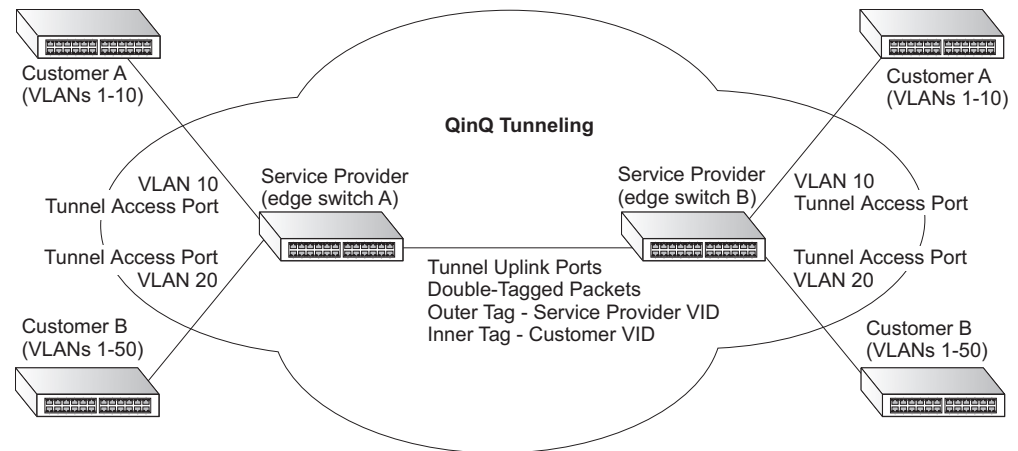 Customer A
(VLANs 1-10)
Customer A
(VLANs 1-10)
QinQ Tunneling
VLAN 10
Tunnel Access Port
Service Provider
(edge switch A)
Service Provider
(edge switch B)
VLAN 10
Tunnel Access Port
Tunnel Access Port
VLAN 20
Tunnel Uplink Ports
Double-Tagged Packets
Outer Tag - Service Provider VID
Inner Tag - Customer VID
Tunnel Access Port
VLAN 20
Customer B
(VLANs 1-50)
Customer B
(VLANs 1-50)